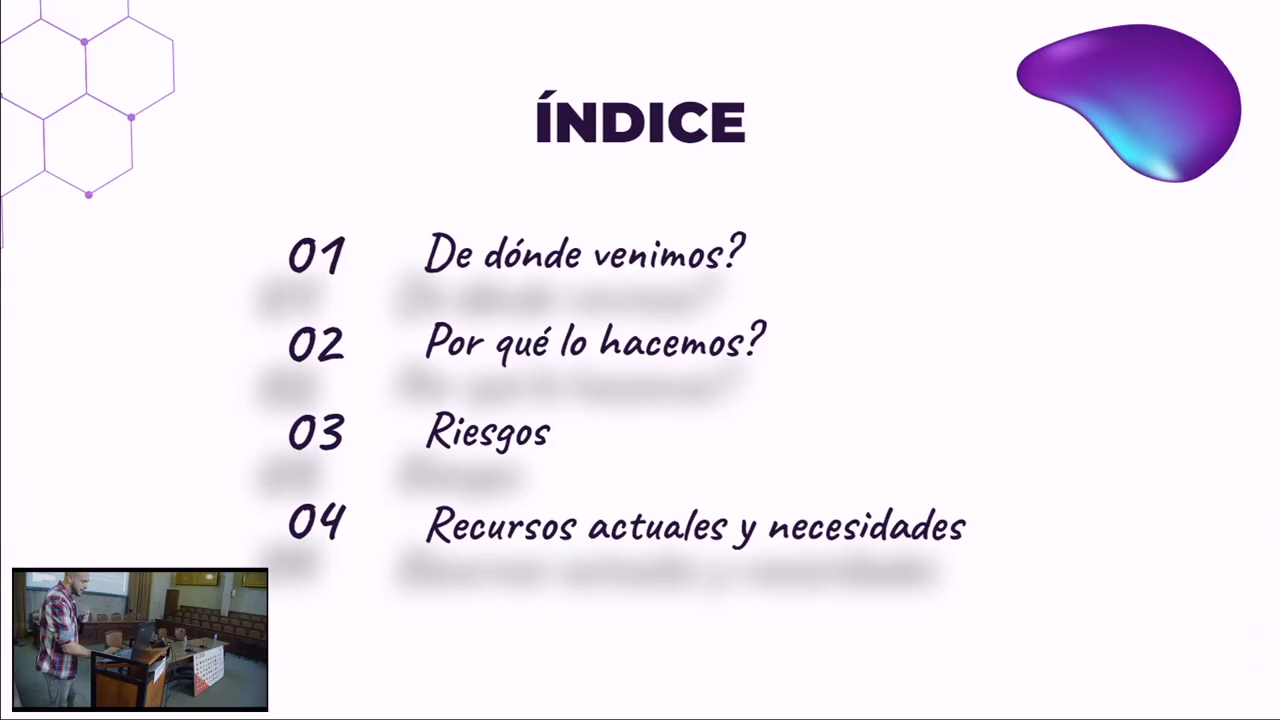 ÍNDICE
01 De dónde venimos?
02 Por qué lo hacemos?
03 Riesgos
04 Recursos actuales y necesidades